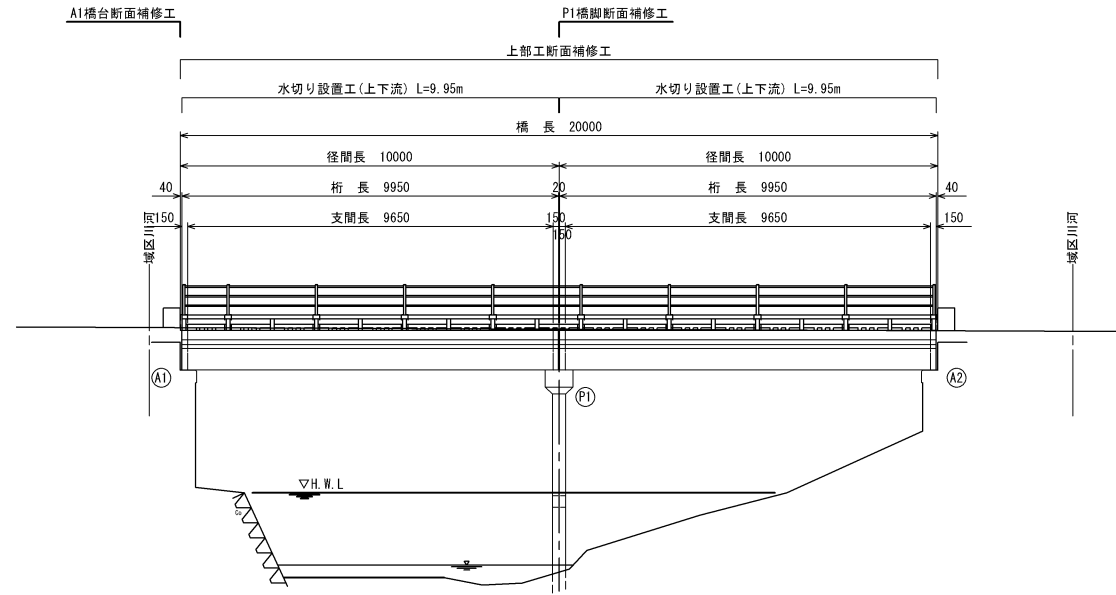 A1橋台断面補修工
P1橋脚断面補修工
上部工断面補修工
水切り設置工(上下流) L=9.95m
水切り設置工(上下流) L=9.95m
橋 長 20000
径間長 10000
径間長 10000
40
桁 長 9950
20
桁 長 9950
40
150
支間長 9650
150
150
支間長 9650
150
河川区域
河川区域
A1
P1
A2
▽H.W.L
Co